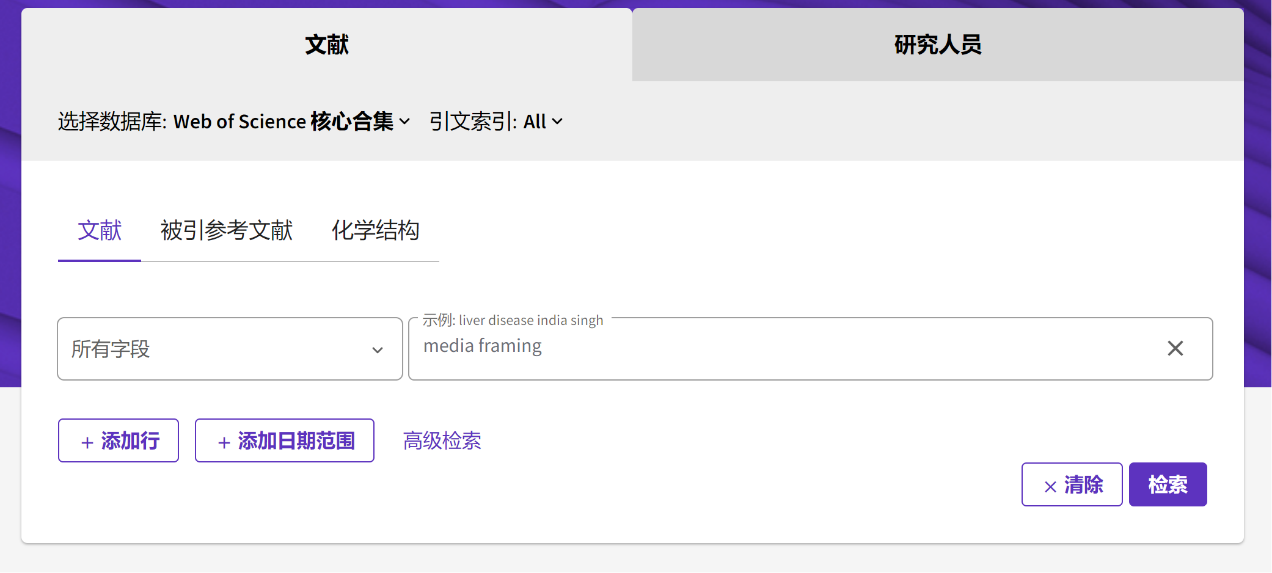 文献 研究人员
选择数据库: Web of Science 核心合集 引文索引: All
文献 被引参考文献 化学结构
示例: liver disease india singh
所有字段 media framing
+ 添加行 + 添加日期范围 高级检索
× 清除 检索